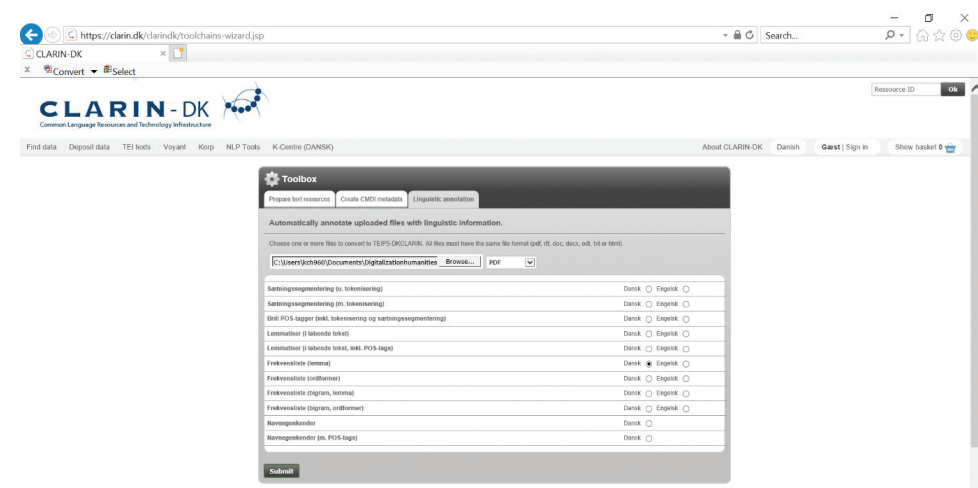 https://clarin.dk/clarindk/toolchains-wizard.jsp
Search...
CLARIN-DK
x Convert Select
Ressource ID Ok
CLARIN-DK
Common Language Resources and Technology Infrastructure
Find data Deposit data TEI texts Voyant Korp NLP Tools K-Centre (DANSK) About CLARIN-DK Danish Gæst | Sign in Show basket 0
Toolbox
Prepare text resources Create CMDI metadata Linguistic annotation
Automatically annotate uploaded files with linguistic information.
Choose one or more files to convert to TEIP5-DKCLARIN. All files must have the same file format (pdf, rtf, doc, docx, odt, txt or html).
C:\Users\kch960\Documents\Digitalizationhumanities Browse... PDF
Sætningssegmentering (u. tokenisering) Dansk Engelsk
Sætningssegmentering (m. tokenisering) Dansk Engelsk
Brill POS-tagger (inkl. tokenisering og sætningssegmentering) Dansk Engelsk
Lemmatiser (i løbende tekst) Dansk Engelsk
Lemmatiser (i løbende tekst, inkl. POS-tags) Dansk Engelsk
Frekvensliste (lemma) Dansk Engelsk
Frekvensliste (ordformer) Dansk Engelsk
Frekvensliste (bigram, lemma) Dansk Engelsk
Frekvensliste (bigram, ordformer) Dansk Engelsk
Navnegenkender Dansk
Navnegenkender (m. POS-tags) Dansk
Submit